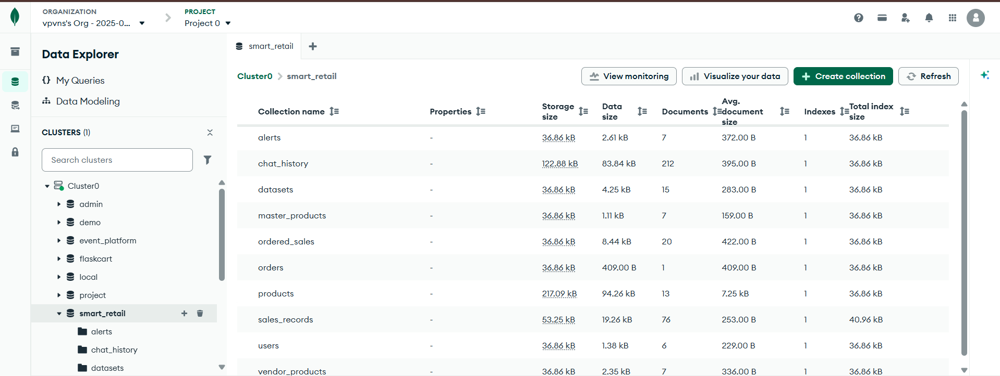 ORGANIZATION
vpvns's Org - 2025-0...
PROJECT
Project 0
Data Explorer
My Queries
Data Modeling
CLUSTERS (1)
Search clusters
Cluster0
admin
demo
event_platform
flaskcart
local
project
smart_retail
alerts
chat_history
datasets
smart_retail
Cluster0 smart_retail
View monitoring
Visualize your data
Create collection
Refresh
Collection name Properties Storage size Data size Documents Avg. document size Indexes Total index size
alerts - 36.86 kB 2.61 kB 7 372.00 B 1 36.86 kB
chat_history - 122.88 kB 83.84 kB 212 395.00 B 1 36.86 kB
datasets - 36.86 kB 4.25 kB 15 283.00 B 1 36.86 kB
master_products - 36.86 kB 1.11 kB 7 159.00 B 1 36.86 kB
ordered_sales - 36.86 kB 8.44 kB 20 422.00 B 1 36.86 kB
orders - 36.86 kB 409.00 B 1 409.00 B 1 36.86 kB
products - 217.09 kB 94.26 kB 13 7.25 kB 1 36.86 kB
sales_records - 53.25 kB 19.26 kB 76 253.00 B 1 40.96 kB
users - 36.86 kB 1.38 kB 6 229.00 B 1 36.86 kB
vendor_products - 36.86 kB 2.35 kB 7 336.00 B 1 36.86 kB